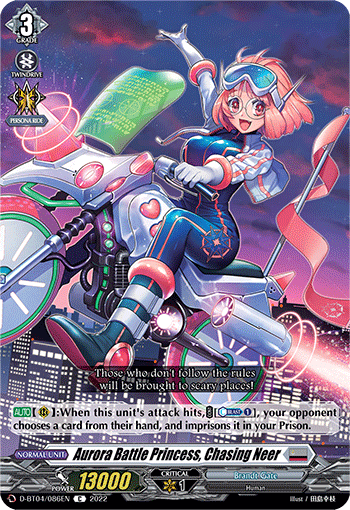 3
GRADE
TWINDRIVE
PERSONA RIDE
Those who don't follow the rules
will be brought to scary places!
AUTO [RC]:When this unit's attack hits, [COUNTER BLAST 1], your opponent
chooses a card from their hand, and imprisons it in your Prison.
NORMAL UNIT Aurora Battle Princess, Chasing Neer
POWER 13000 CRITICAL 1 Brandt Gate
Human
D-BT04/086EN C 2022 Illust / 田島幸枝